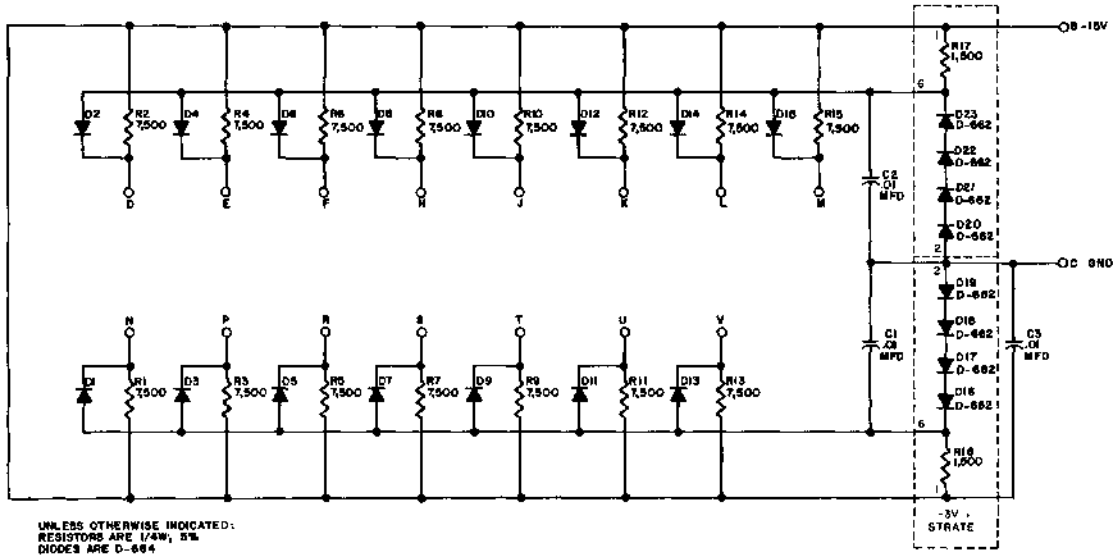 B -15V
1
R17
1,500
6
D2
R2
7,500
D4
R4
7,500
D6
R6
7,500
D8
R8
7,500
D10
R10
7,500
D12
R12
7,500
D14
R14
7,500
D16
R15
7,500
D23
D-662
D22
D-662
D21
D-662
D20
D-662
C2
.01
MFD
D
E
F
H
J
K
L
M
2
C GND
2
D19
D-662
D18
D-662
D17
D-662
C1
.01
MFD
C3
.01
MFD
N
P
R
S
T
U
V
D1
R1
7,500
D3
R3
7,500
D5
R5
7,500
D7
R7
7,500
D9
R9
7,500
D11
R11
7,500
D13
R13
7,500
D-662
6
R16
1,500
1
-3V
STRATE
UNLESS OTHERWISE INDICATED:
RESISTORS ARE 1/4W, 5%
DIODES ARE D-664